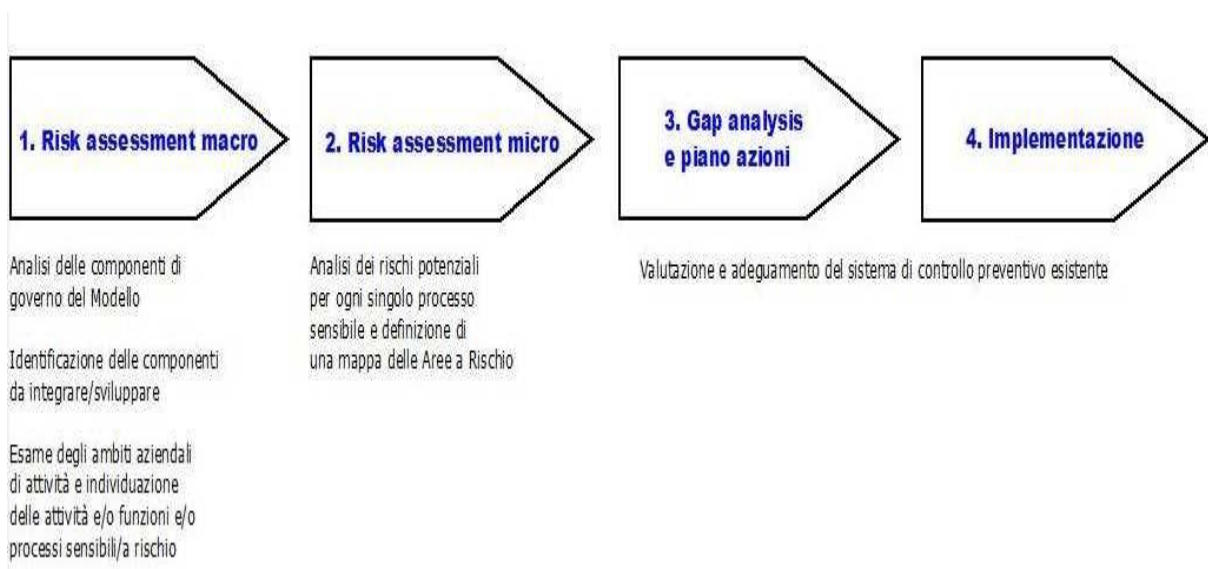 1. Risk assessment macro
2. Risk assessment micro
3. Gap analysis
e piano azioni
4. Implementazione
Analisi delle componenti di
governo del Modello
Identificazione delle componenti
da integrare/sviluppare
Esame degli ambiti aziendali
di attività e individuazione
delle attività e/o funzioni e/o
processi sensibili/a rischio
Analisi dei rischi potenziali
per ogni singolo processo
sensibile e definizione di
una mappa delle Aree a Rischio
Valutazione e adeguamento del sistema di controllo preventivo esistente